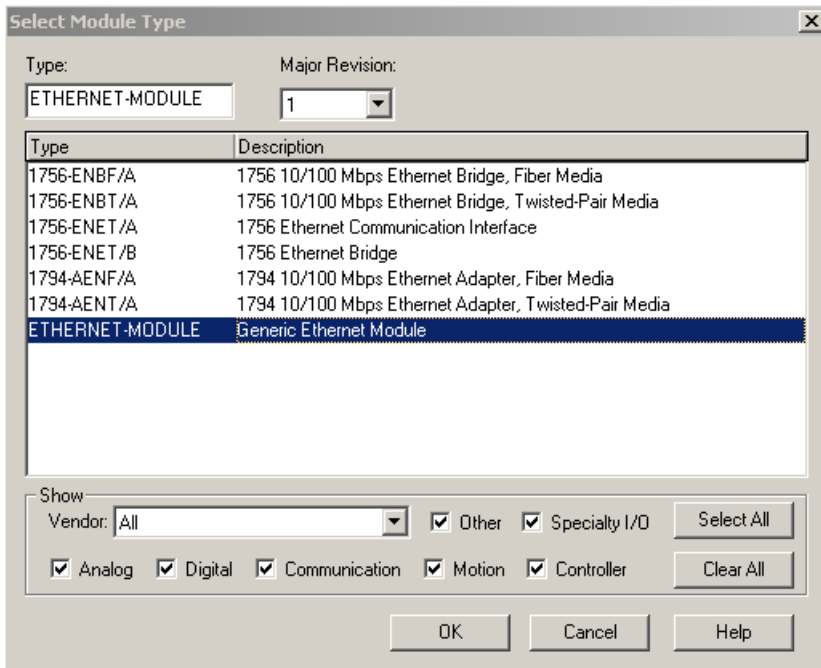 Select Module Type
Type: Major Revision:
ETHERNET-MODULE 1
Type Description
1756-ENBF/A 1756 10/100 Mbps Ethernet Bridge, Fiber Media
1756-ENBT/A 1756 10/100 Mbps Ethernet Bridge, Twisted-Pair Media
1756-ENET/A 1756 Ethernet Communication Interface
1756-ENET/B 1756 Ethernet Bridge
1794-AENF/A 1794 10/100 Mbps Ethernet Adapter, Fiber Media
1794-AENT/A 1794 10/100 Mbps Ethernet Adapter, Twisted-Pair Media
ETHERNET-MODULE Generic Ethernet Module
Show
Vendor: All Other Specialty I/O Select All
Analog Digital Communication Motion Controller Clear All
OK Cancel Help